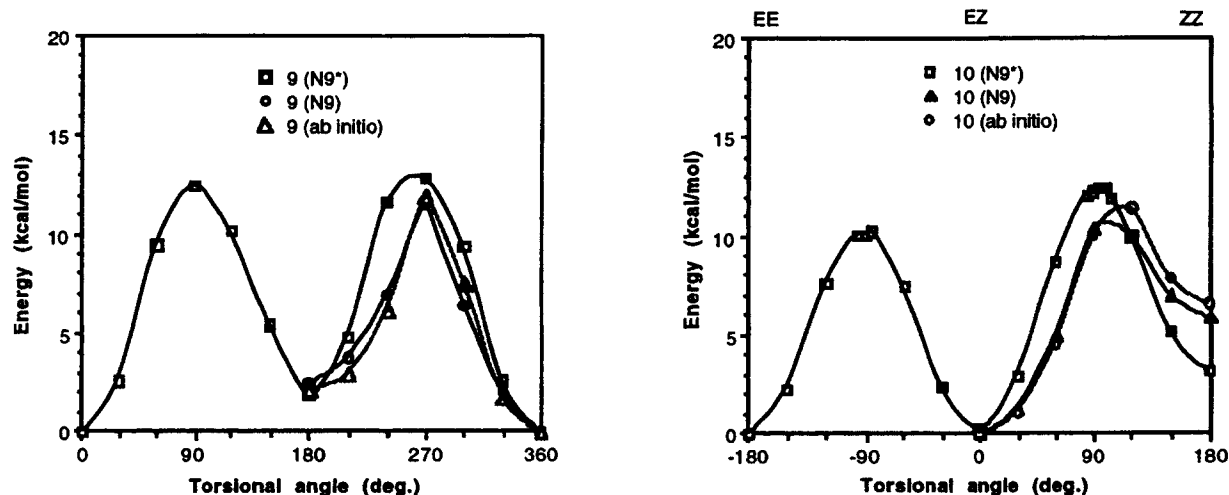 20
15
10
5
0
Energy (kcal/mol)
9 (N9*)
9 (N9)
9 (ab initio)
0 90 180 270 360
Torsional angle (deg.)
EE EZ ZZ
20
15
10
5
0
Energy (kcal/mol)
10 (N9*)
10 (N9)
10 (ab initio)
-180 -90 0 90 180
Torsional angle (deg.)